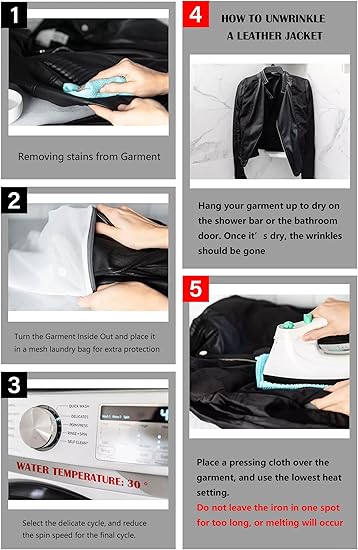 1
Removing stains from Garment
2
Turn the Garment Inside Out and place it
in a mesh laundry bag for extra protection
3
QUICK WASH
DELICATES
PERM PRESS
RINSE+SPIN
SELF CLEAN+
WATER TEMPERATURE: 30 °
Select the delicate cycle, and reduce
the spin speed for the final cycle.
4
HOW TO UNWRINKLE
A LEATHER JACKET
Hang your garment up to dry on
the shower bar or the bathroom
door. Once it’s dry, the wrinkles
should be gone
5
Place a pressing cloth over the
garment, and use the lowest heat
setting.
Do not leave the iron in one spot
for too long, or melting will occur